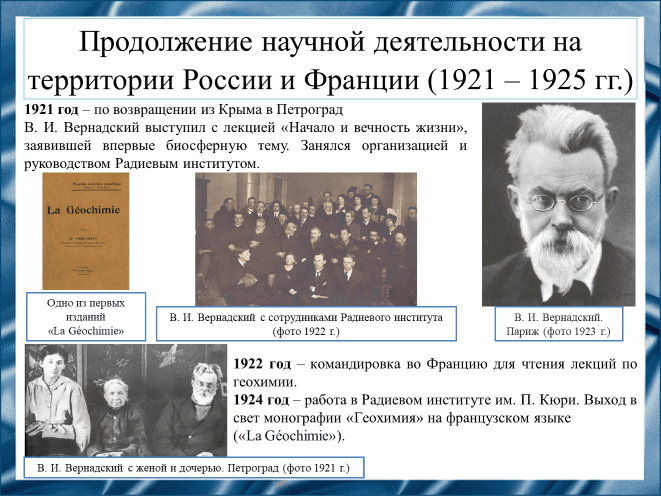 Продолжение научной деятельности на
территории России и Франции (1921 – 1925 гг.)
1921 год – по возвращении из Крыма в Петроград
В. И. Вернадский выступил с лекцией «Начало и вечность жизни»,
заявившей впервые биосферную тему. Занялся организацией и
руководством Радиевым институтом.
La Géochimie
Одно из первых
изданий
«La Géochimie»
В. И. Вернадский с сотрудниками Радиевого института
(фото 1922 г.)
В. И. Вернадский.
Париж (фото 1923 г.)
1922 год – командировка во Францию для чтения лекций по
геохимии.
1924 год – работа в Радиевом институте им. П. Кюри. Выход в
свет монографии «Геохимия» на французском языке
(«La Géochimie»).
В. И. Вернадский с женой и дочерью. Петроград (фото 1921 г.)